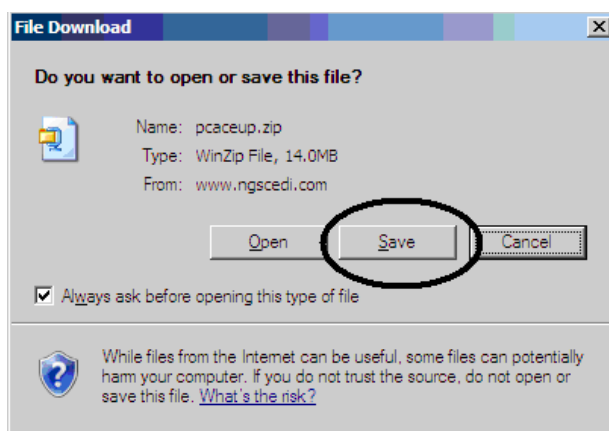 File Download
Do you want to open or save this file?
Name: pcaceup.zip
Type: WinZip File, 14.0MB
From: www.ngscedi.com
Open Save Cancel
Always ask before opening this type of file
While files from the Internet can be useful, some files can potentially
harm your computer. If you do not trust the source, do not open or
save this file. What's the risk?